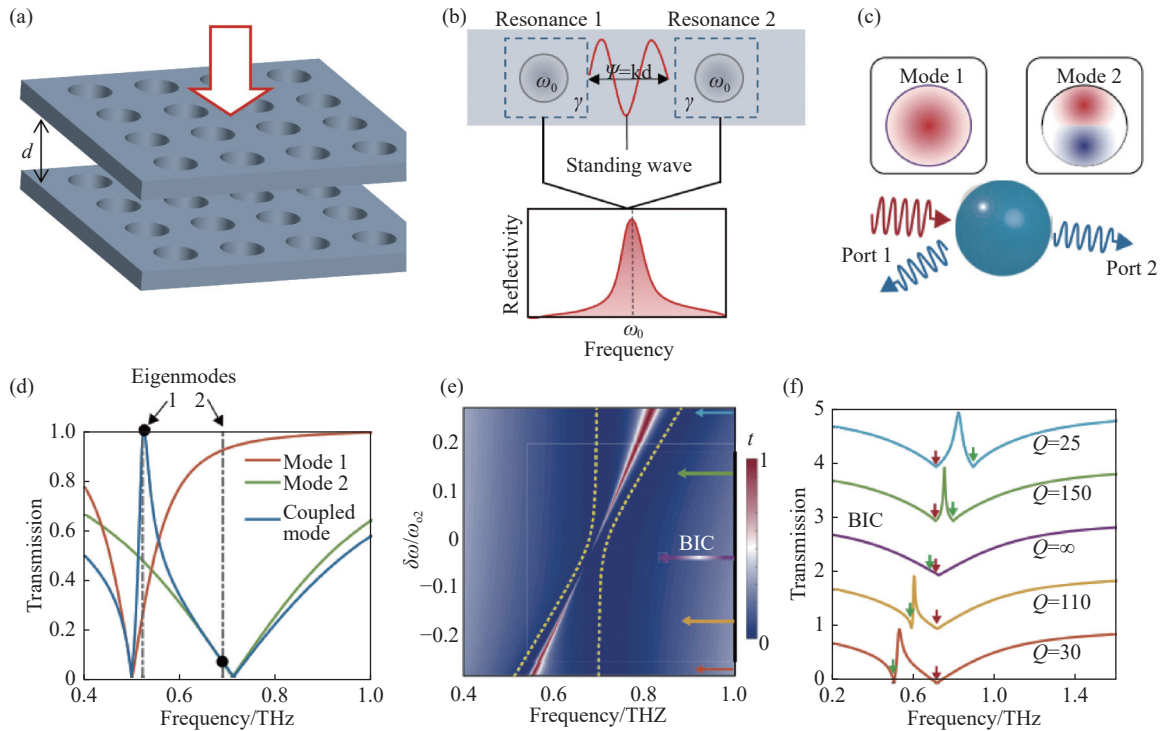 (a)
d
(b)
Resonance 1
Resonance 2
ω₀
Ψ=kd
ω₀
γ
γ
Standing wave
Reflectivity
ω₀
Frequency
(c)
Mode 1
Mode 2
Port 1
Port 2
(d)
Eigenmodes
1 2
Transmission
1.0
0.8
0.6
0.4
0.2
0
Mode 1
Mode 2
Coupled
mode
0.4 0.6 0.8 1.0
Frequency/THz
(e)
δω/ω_{o2}
0.2
0.1
0
−0.1
−0.2
BIC
t
1
0
0.4 0.6 0.8 1.0
Frequency/THZ
(f)
Transmission
5
4
3
2
1
0
Q=25
Q=150
BIC
Q=∞
Q=110
Q=30
0.2 0.6 1.0 1.4
Frequency/THz